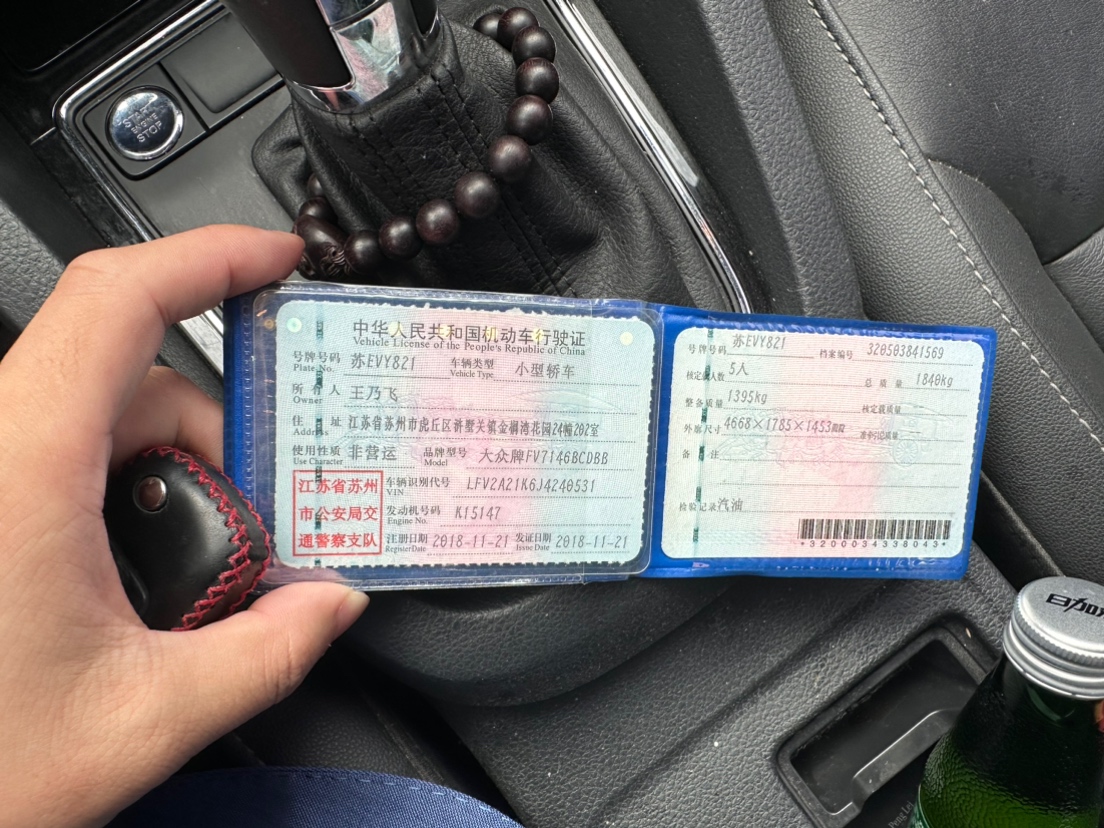 START
ENGINE
STOP
中华人民共和国机动车行驶证
Vehicle License of the People's Republic of China
号牌号码 苏EVY821 车辆类型 小型轿车
Plate No. Vehicle Type
所有人 王乃飞
Owner
住址 江苏省苏州市虎丘区浒墅关镇金榈湾花园24幢202室
Address
使用性质 非营运 品牌型号 大众牌FV7146BCDBB
Use Character Model
江苏省苏州
市公安局交
通警察支队
车辆识别代号 LFV2A21K6J4240531
VIN
发动机号码 K15147
Engine No.
注册日期 2018-11-21 发证日期 2018-11-21
Register Date Issue Date
号牌号码 苏EVY821 档案编号 320503841569
核定载人数 5人 总质量 1840kg
整备质量 1395kg 核定载质量
外廓尺寸 4668×1785×1453mm 准牵引总质量
备注
检验记录 汽油
*3200034338043*
Peng Lei